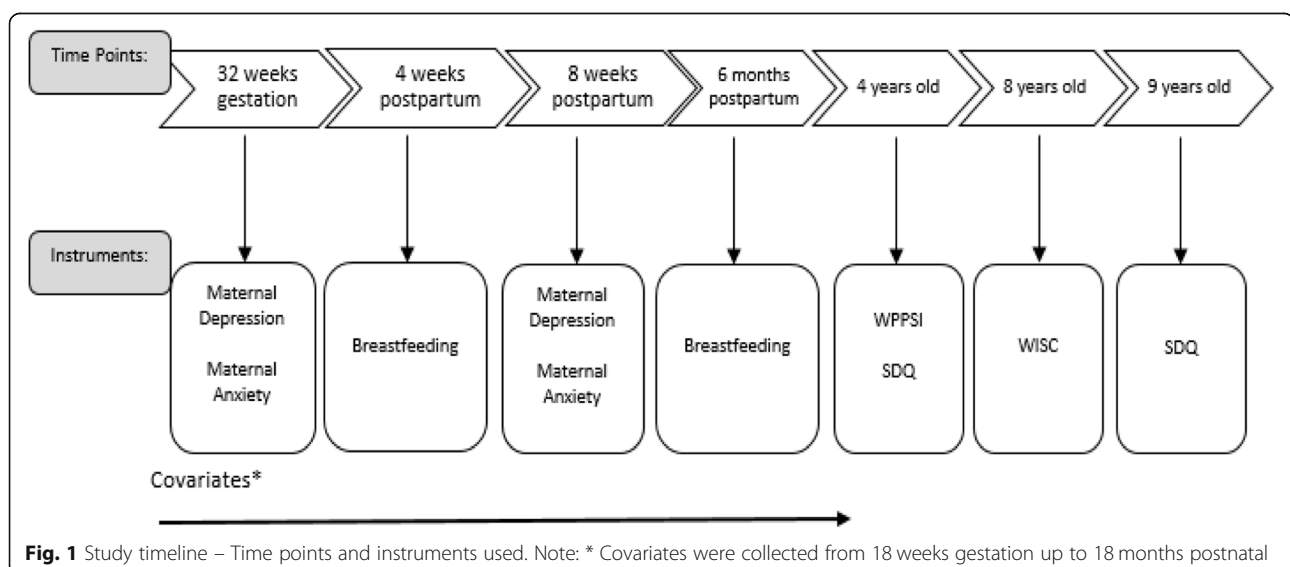 Time Points:
32 weeks
gestation
4 weeks
postpartum
8 weeks
postpartum
6 months
postpartum
4 years old
8 years old
9 years old
Instruments:
Maternal
Depression
Maternal
Anxiety
Breastfeeding
Maternal
Depression
Maternal
Anxiety
Breastfeeding
WPPSI
SDQ
WISC
SDQ
Covariates*
Fig. 1 Study timeline – Time points and instruments used. Note: * Covariates were collected from 18 weeks gestation up to 18 months postnatal